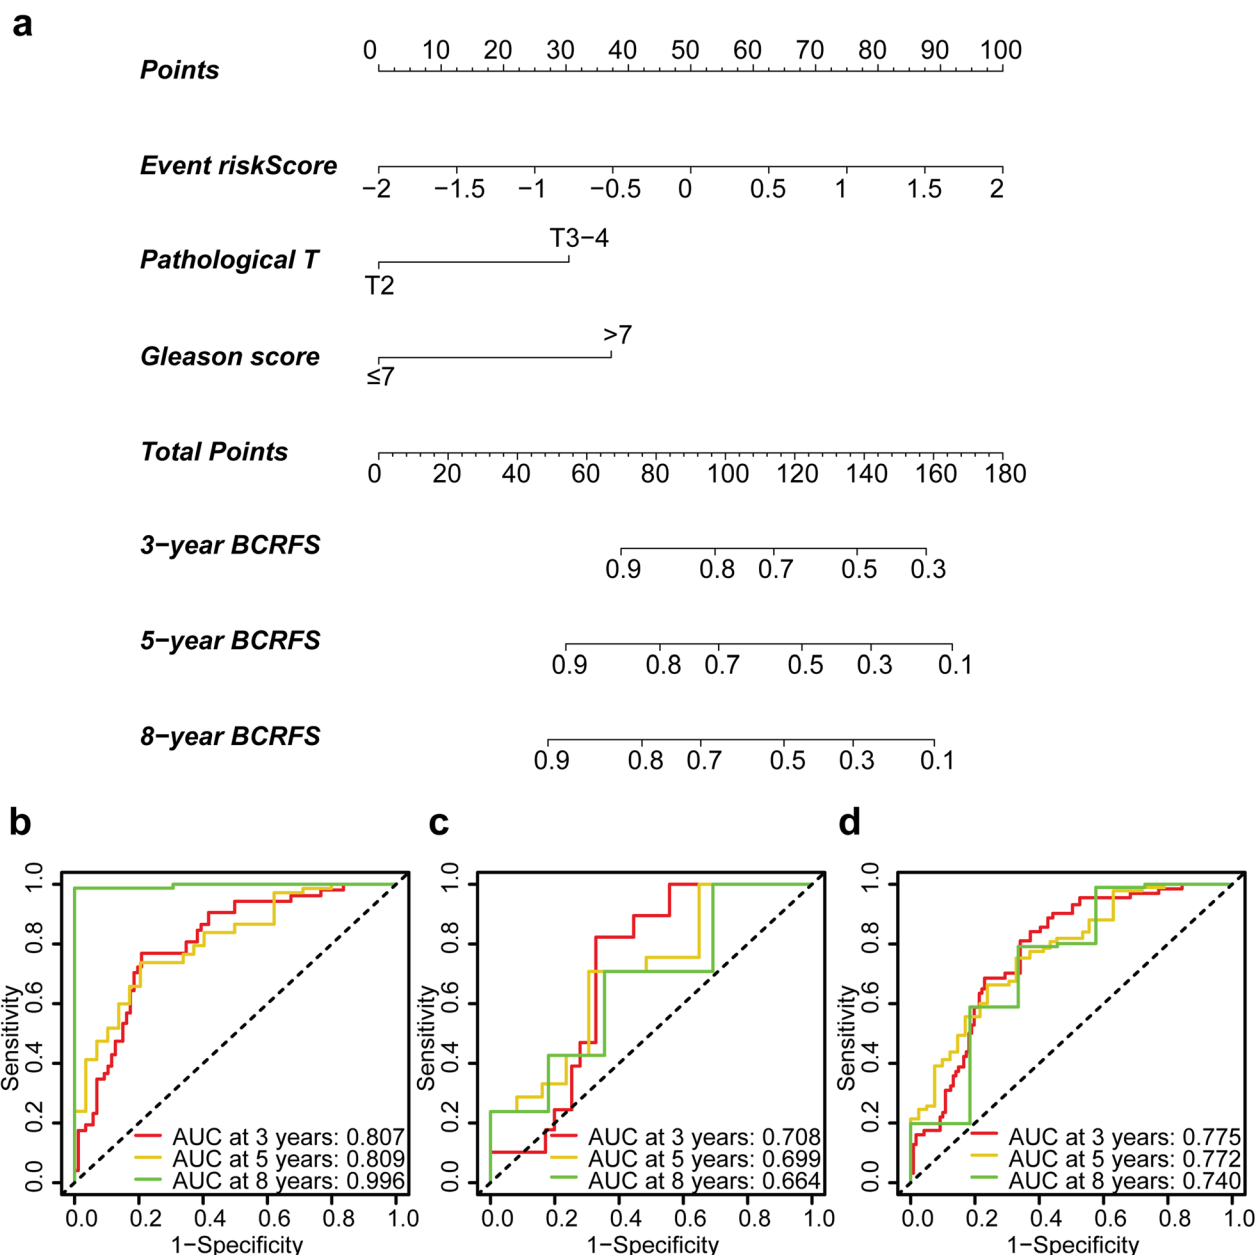 a
0 10 20 30 40 50 60 70 80 90 100
Points
Event riskScore
−2 −1.5 −1 −0.5 0 0.5 1 1.5 2
T3−4
Pathological T
T2
>7
Gleason score
≤7
Total Points
0 20 40 60 80 100 120 140 160 180
3−year BCRFS
0.9 0.8 0.7 0.5 0.3
5−year BCRFS
0.9 0.8 0.7 0.5 0.3 0.1
8−year BCRFS
0.9 0.8 0.7 0.5 0.3 0.1
b
Sensitivity
0.0 0.2 0.4 0.6 0.8 1.0
AUC at 3 years: 0.807
AUC at 5 years: 0.809
AUC at 8 years: 0.996
0.0 0.2 0.4 0.6 0.8 1.0
1−Specificity
c
Sensitivity
0.0 0.2 0.4 0.6 0.8 1.0
AUC at 3 years: 0.708
AUC at 5 years: 0.699
AUC at 8 years: 0.664
0.0 0.2 0.4 0.6 0.8 1.0
1−Specificity
d
Sensitivity
0.0 0.2 0.4 0.6 0.8 1.0
AUC at 3 years: 0.775
AUC at 5 years: 0.772
AUC at 8 years: 0.740
0.0 0.2 0.4 0.6 0.8 1.0
1−Specificity